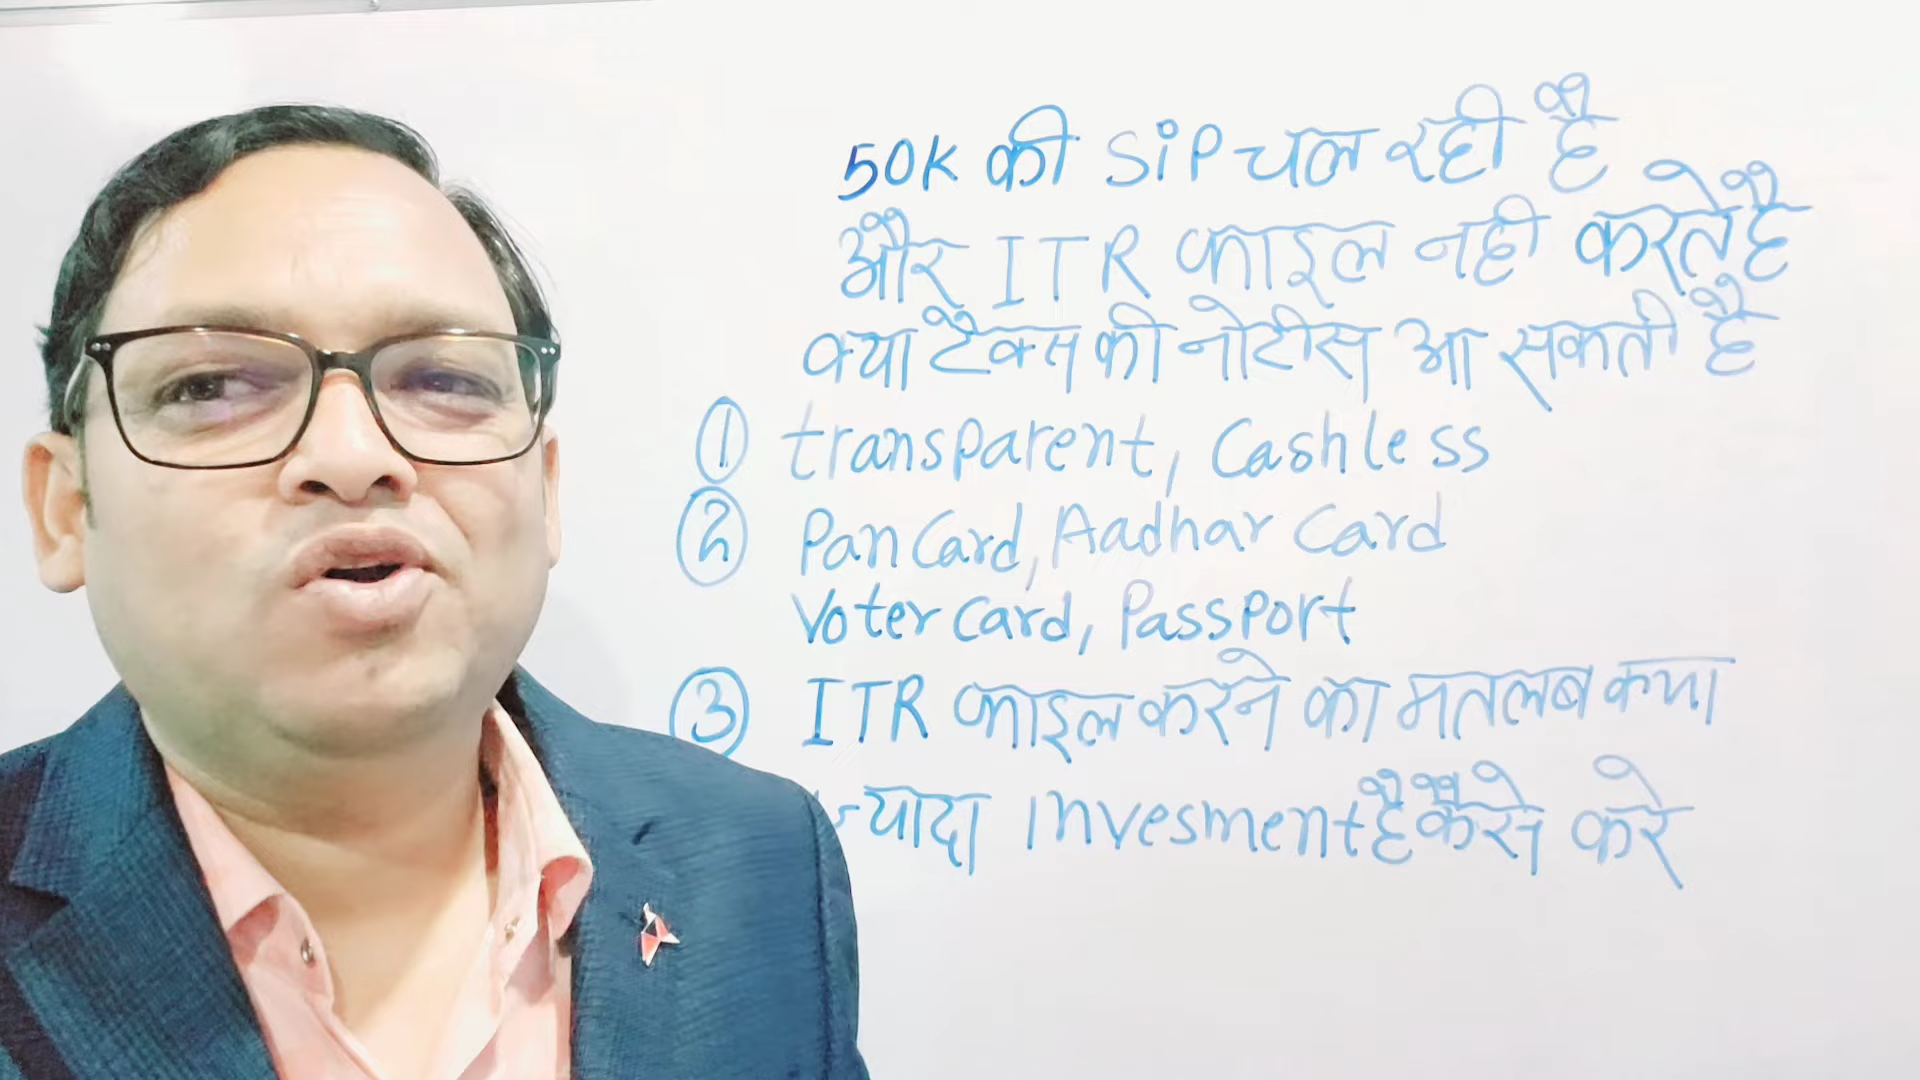 50K की SiP चल रही है
और ITR फाइल नही करते है
क्या टैक्स की नोटीस आ सकती है
① transparent, Cashless
② Pan Card, Aadhar Card
Voter Card, Passport
③ ITR फाइल करने का मतलब क्या
ज्यादा Invesment है कैसे करे